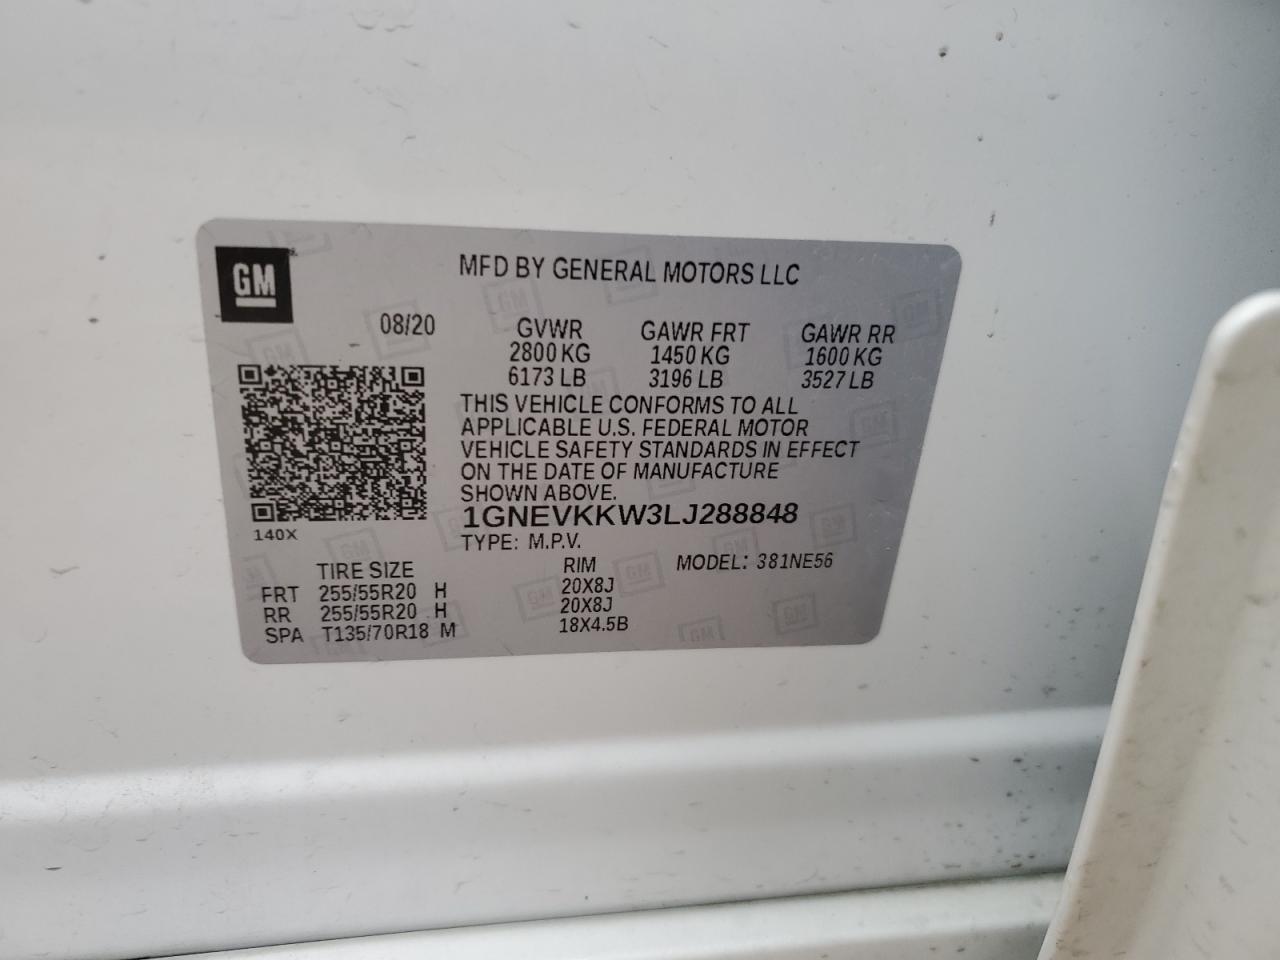 GM
MFD BY GENERAL MOTORS LLC
08/20 GVWR GAWR FRT GAWR RR
2800 KG 1450 KG 1600 KG
6173 LB 3196 LB 3527 LB
THIS VEHICLE CONFORMS TO ALL
APPLICABLE U.S. FEDERAL MOTOR
VEHICLE SAFETY STANDARDS IN EFFECT
ON THE DATE OF MANUFACTURE
SHOWN ABOVE.
1GNEVKKW3LJ288848
140X
TYPE: M.P.V.
TIRE SIZE RIM MODEL: 381NE56
FRT 255/55R20 H 20X8J
RR 255/55R20 H 20X8J
SPA T135/70R18 M 18X4.5B